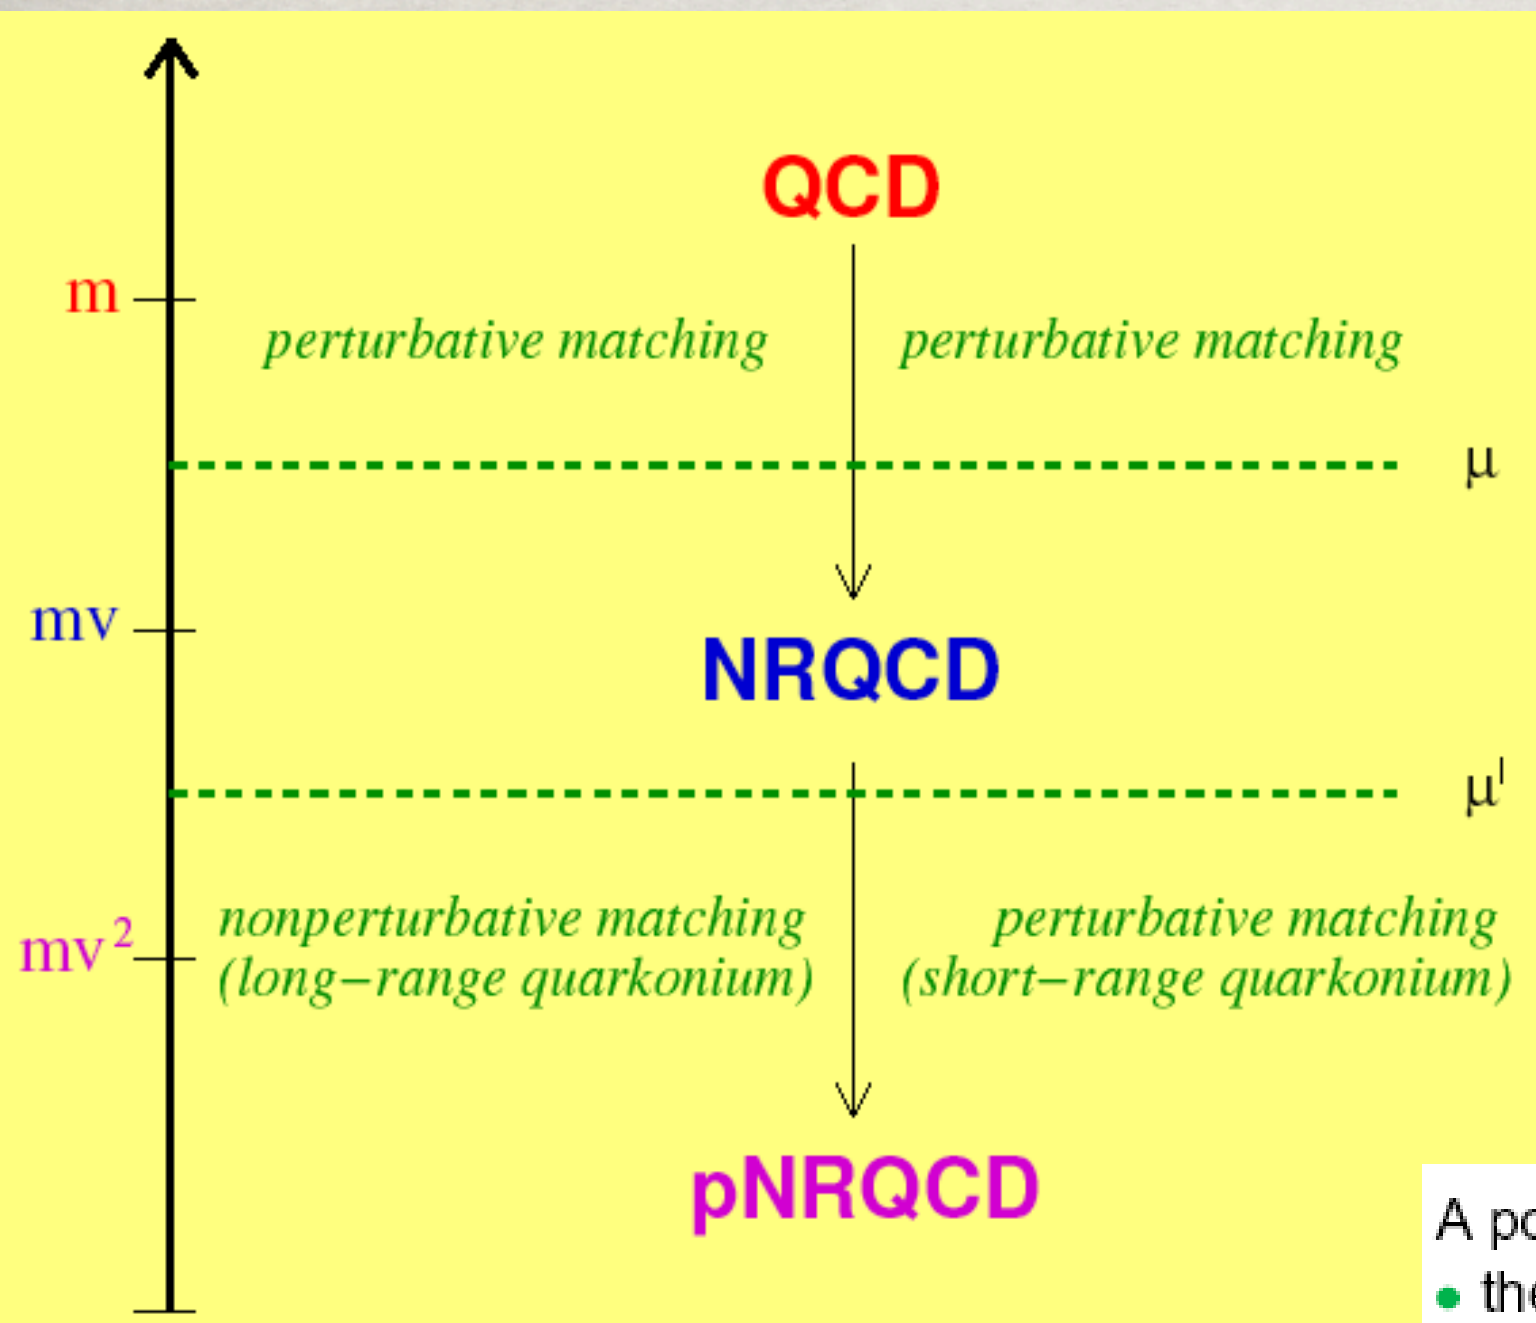 QCD
m
perturbative matching perturbative matching
μ
mv
NRQCD
μ'
nonperturbative matching perturbative matching
mv²
(long−range quarkonium) (short−range quarkonium)
pNRQCD
A